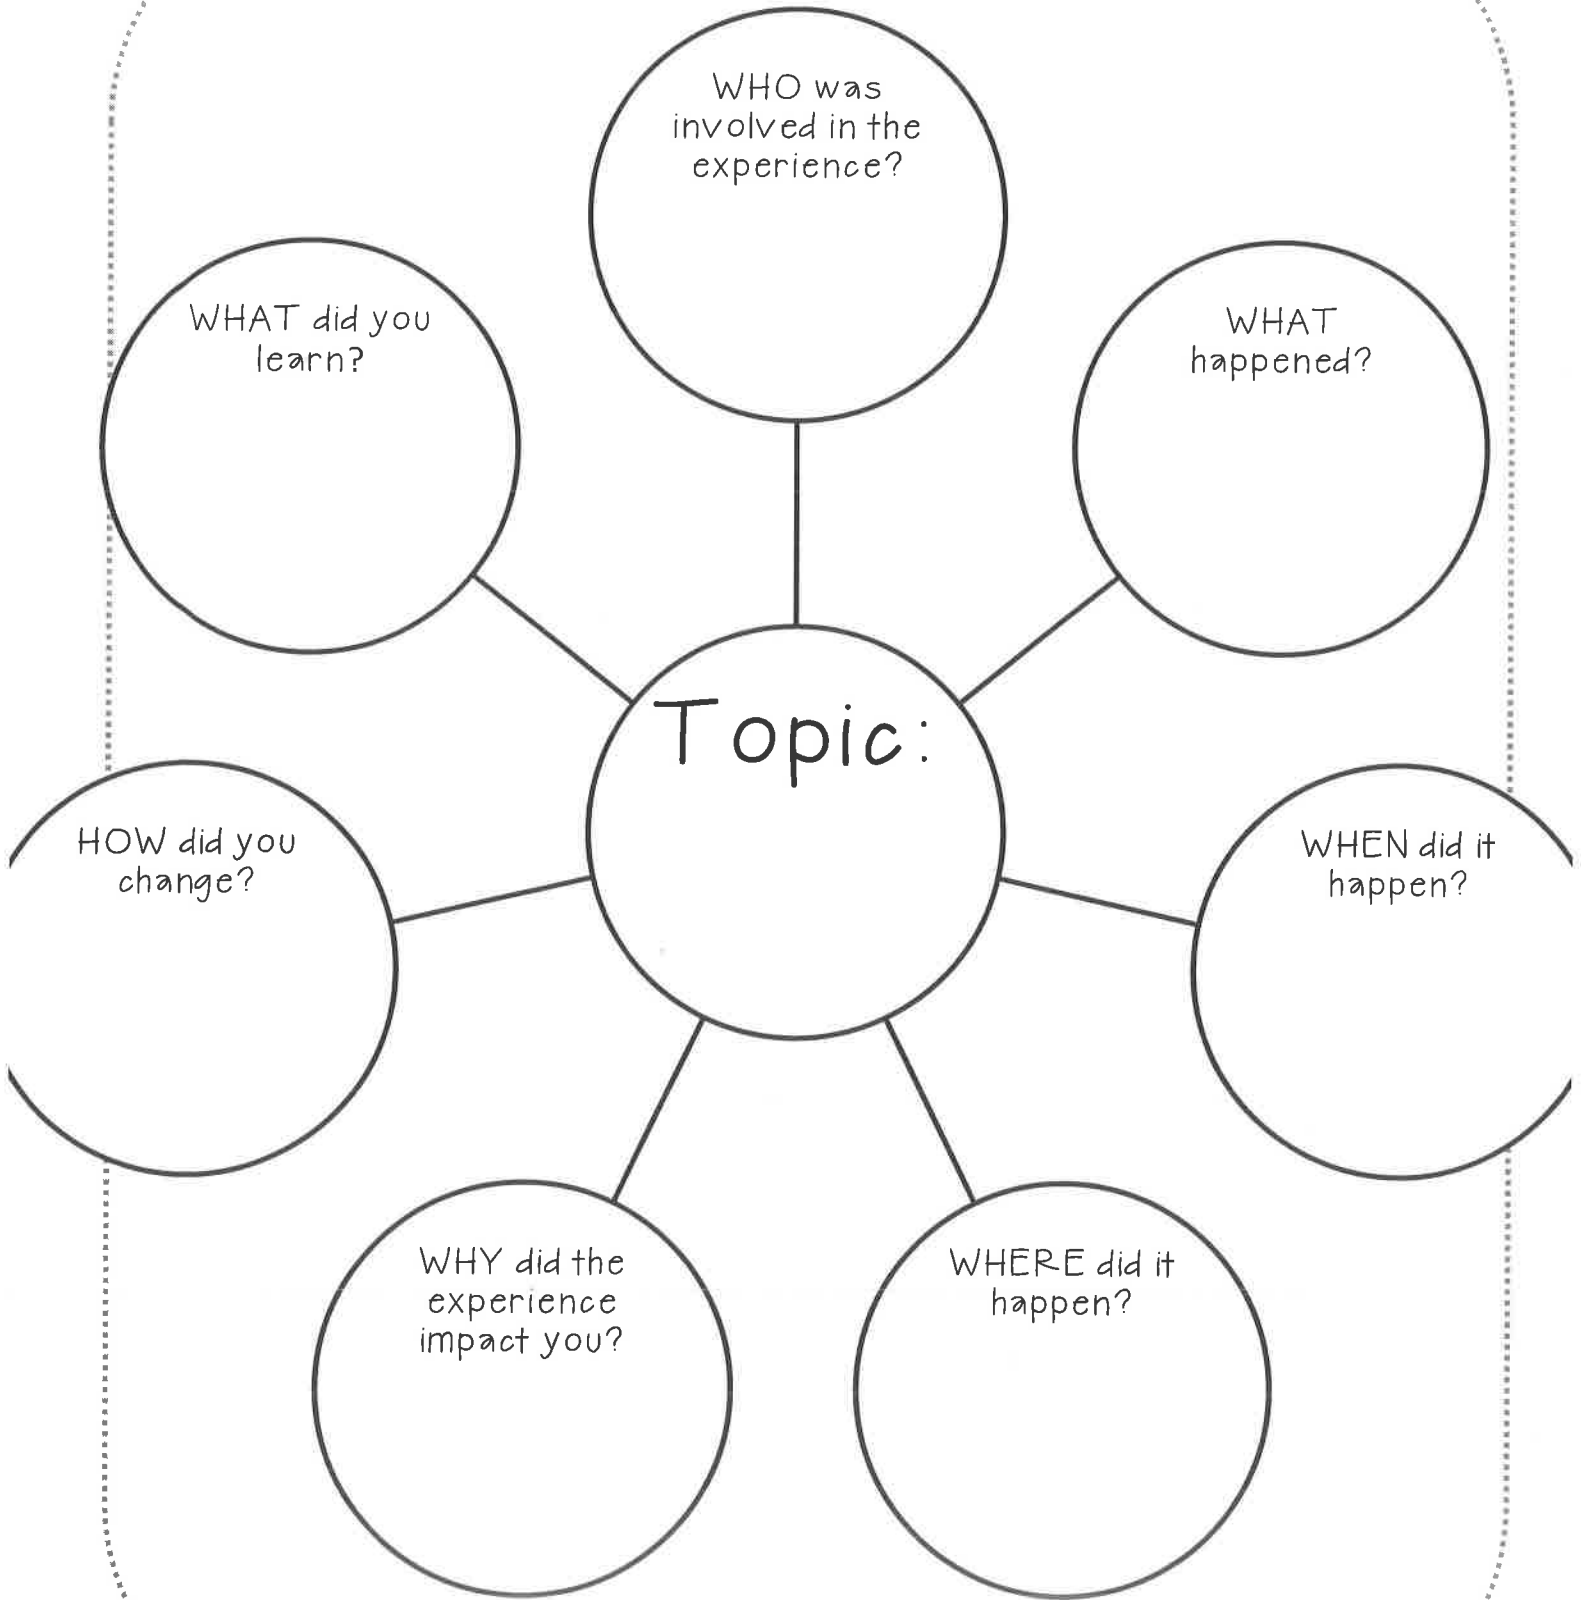 WHO was
involved in the
experience?
WHAT
happened?
WHEN did it
happen?
WHERE did it
happen?
WHY did the
experience
impact you?
HOW did you
change?
WHAT did you
learn?
Topic: